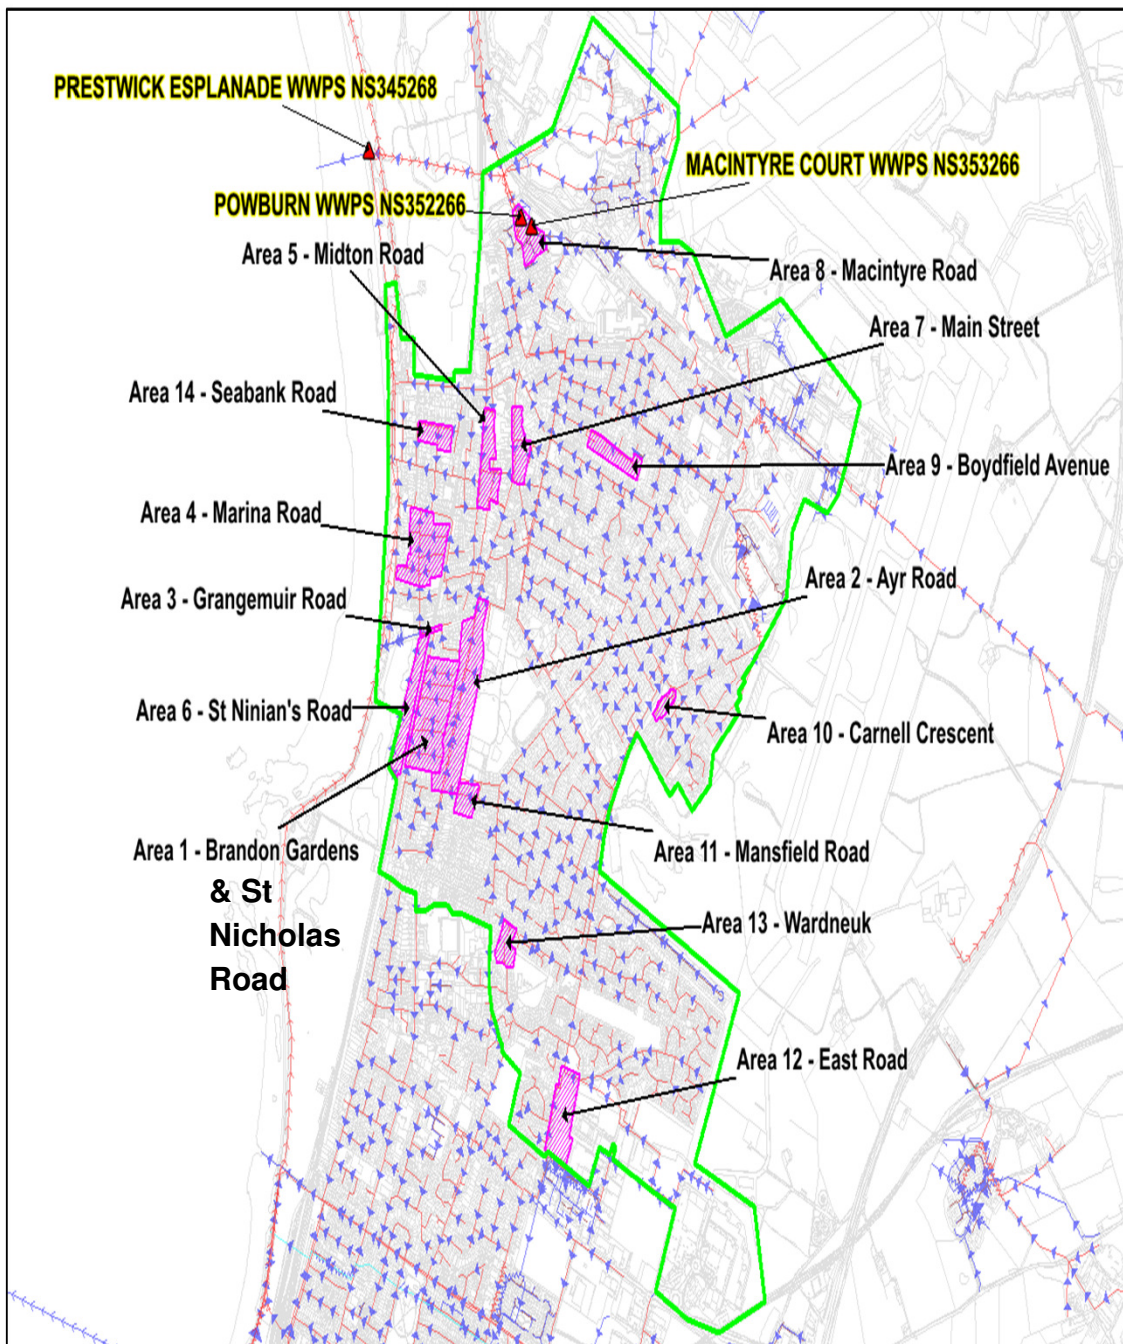 PRESTWICK ESPLANADE WWPS NS345268
MACINTYRE COURT WWPS NS353266
POWBURN WWPS NS352266
Area 5 - Midton Road
Area 8 - Macintyre Road
Area 7 - Main Street
Area 14 - Seabank Road
Area 9 - Boydfield Avenue
Area 4 - Marina Road
Area 2 - Ayr Road
Area 3 - Grangemuir Road
Area 6 - St Ninian's Road
Area 10 - Carnell Crescent
Area 1 - Brandon Gardens
& St
Nicholas
Road
Area 11 - Mansfield Road
Area 13 - Wardneuk
Area 12 - East Road